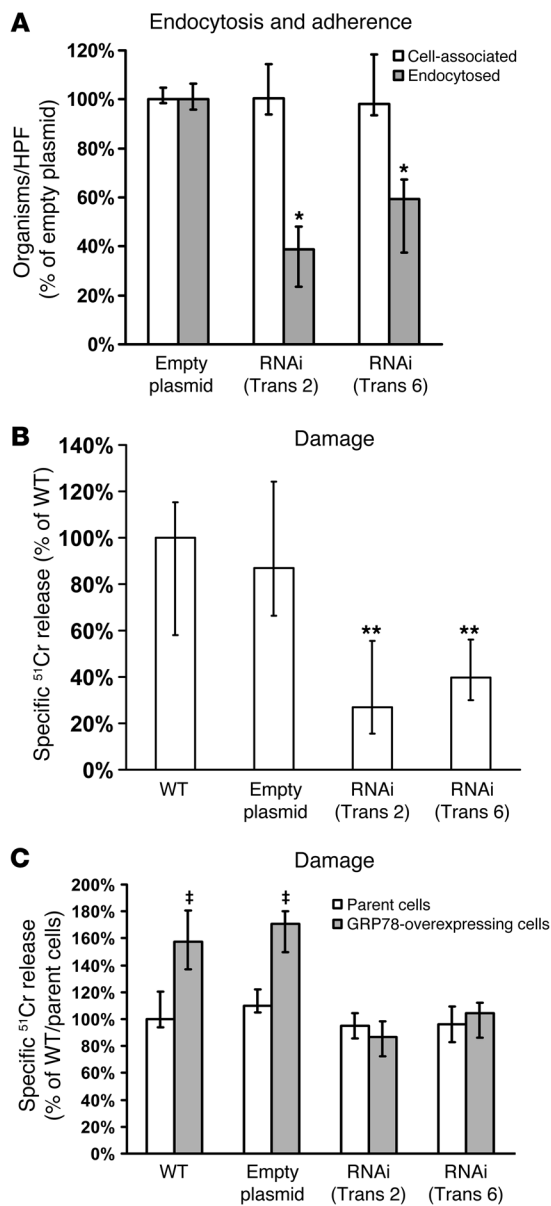 A
Endocytosis and adherence
Organisms/HPF
(% of empty plasmid)
120%
100%
80%
60%
40%
20%
0%
Cell-associated
Endocytosed
*
*
Empty
plasmid
RNAi
(Trans 2)
RNAi
(Trans 6)
B
Damage
Specific ⁵¹Cr release (% of WT)
140%
120%
100%
80%
60%
40%
20%
0%
**
**
WT
Empty
plasmid
RNAi
(Trans 2)
RNAi
(Trans 6)
C
Damage
Specific ⁵¹Cr release
(% of WT/parent cells)
200%
180%
160%
140%
120%
100%
80%
60%
40%
20%
0%
‡
‡
Parent cells
GRP78-overexpressing cells
WT
Empty
plasmid
RNAi
(Trans 2)
RNAi
(Trans 6)